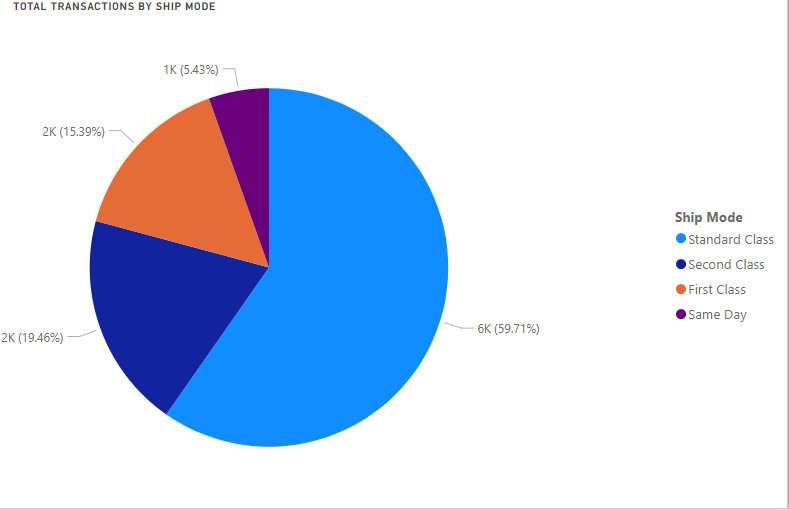 TOTAL TRANSACTIONS BY SHIP MODE
1K (5.43%)
2K (15.39%)
2K (19.46%)
6K (59.71%)
Ship Mode
Standard Class
Second Class
First Class
Same Day